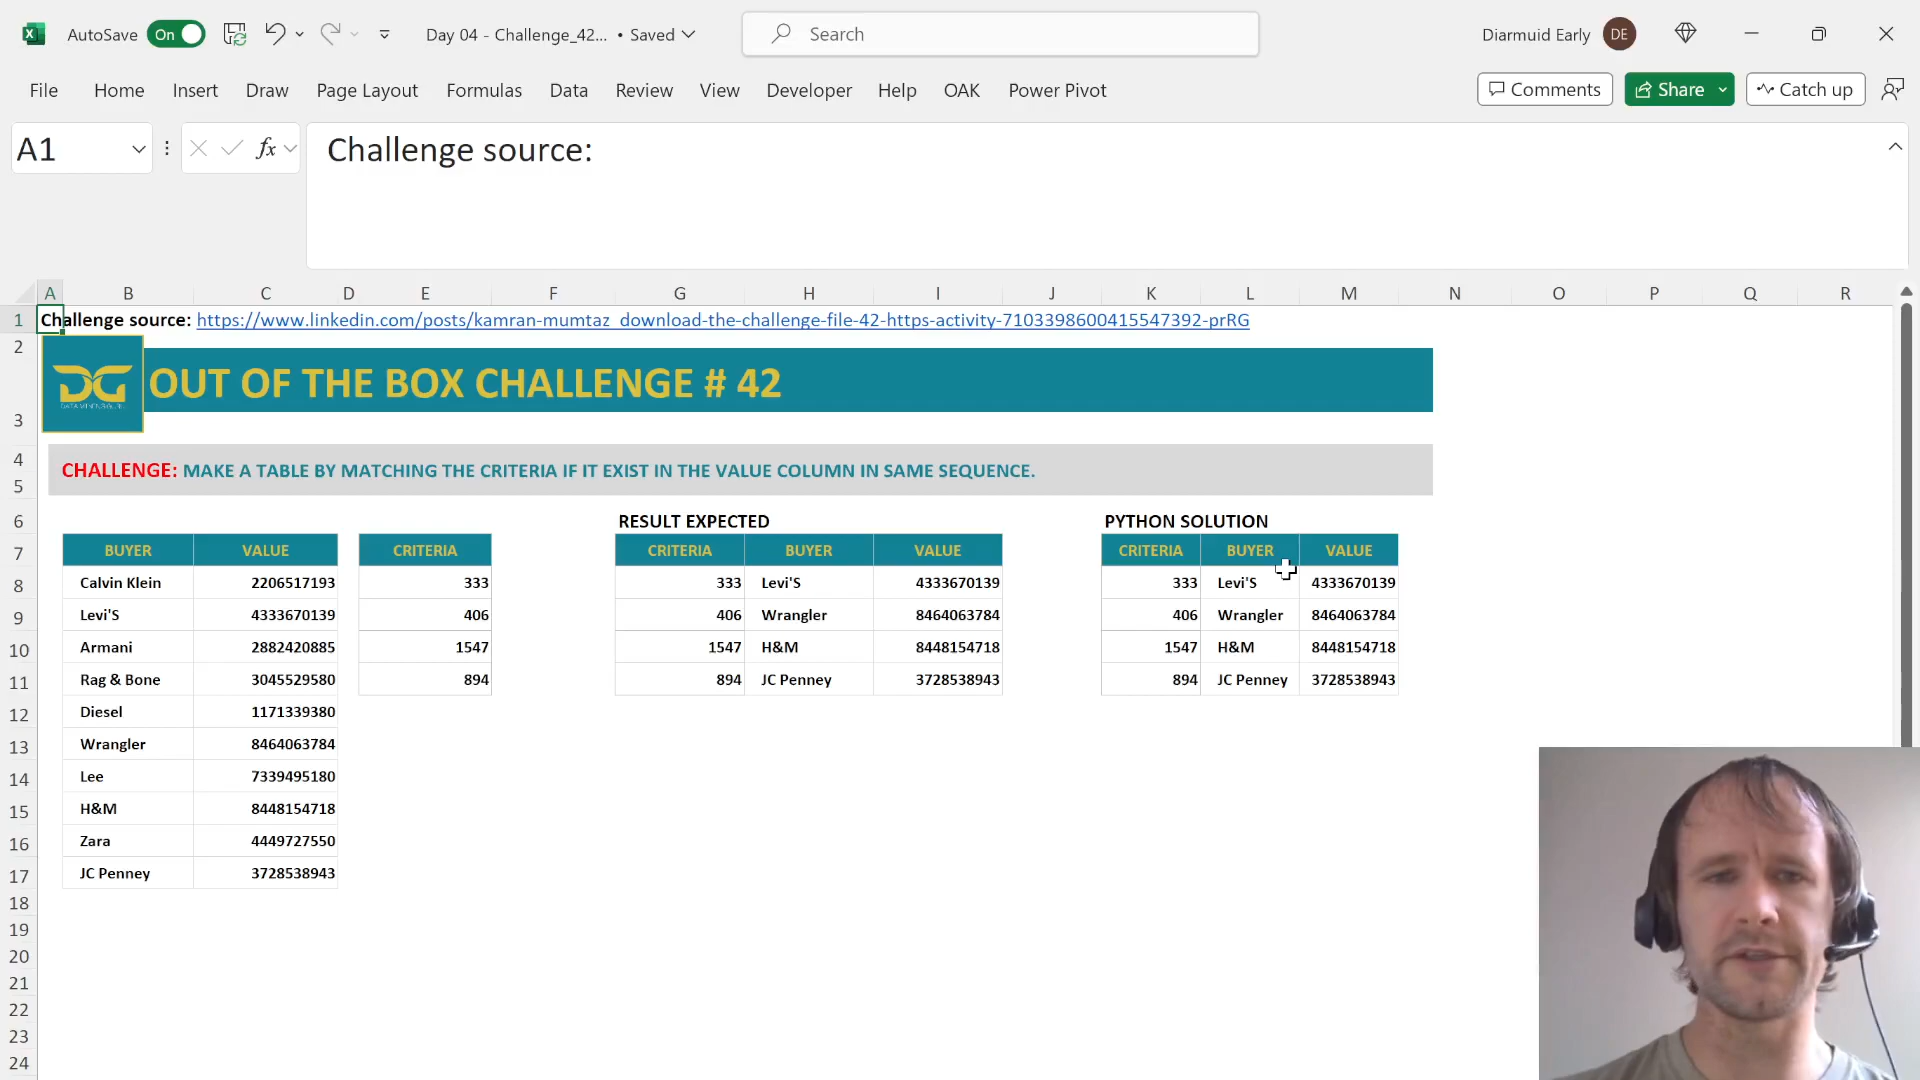 AutoSave On Day 04 - Challenge_42... • Saved Search Diarmuid Early DE
File Home Insert Draw Page Layout Formulas Data Review View Developer Help OAK Power Pivot Comments Share Catch up
A1 fx Challenge source:
A B C D E F G H I J K L M N O P Q R
1 Challenge source: https://www.linkedin.com/posts/kamran-mumtaz_download-the-challenge-file-42-https-activity-7103398600415547392-prRG
2
DG OUT OF THE BOX CHALLENGE # 42
3
4
CHALLENGE: MAKE A TABLE BY MATCHING THE CRITERIA IF IT EXIST IN THE VALUE COLUMN IN SAME SEQUENCE.
5
6 RESULT EXPECTED PYTHON SOLUTION
7 BUYER VALUE CRITERIA CRITERIA BUYER VALUE CRITERIA BUYER VALUE
8 Calvin Klein 2206517193 333 333 Levi'S 4333670139 333 Levi'S 4333670139
9 Levi'S 4333670139 406 406 Wrangler 8464063784 406 Wrangler 8464063784
10 Armani 2882420885 1547 1547 H&M 8448154718 1547 H&M 8448154718
11 Rag & Bone 3045529580 894 894 JC Penney 3728538943 894 JC Penney 3728538943
12 Diesel 1171339380
13 Wrangler 8464063784
14 Lee 7339495180
15 H&M 8448154718
16 Zara 4449727550
17 JC Penney 3728538943
18
19
20
21
22
23
24